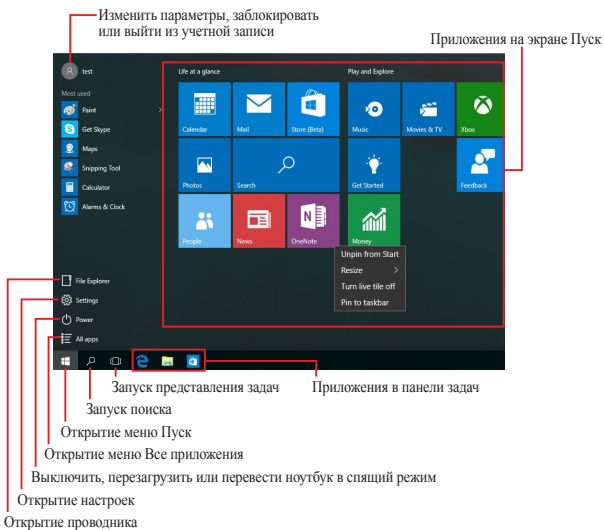 Изменить параметры, заблокировать
или выйти из учетной записи
Приложения на экране Пуск
test
Life at a glance
Play and Explore
Most used
Paint
Get Skype
Maps
Snipping Tool
Calculator
Alarms & Clock
Calendar
Mail
Store (Beta)
Music
Movies & TV
Xbox
Photos
Search
Get Started
Feedback
People
News
OneNote
Money
Unpin from Start
Resize
Turn live tile off
Pin to taskbar
File Explorer
Settings
Power
All apps
Запуск представления задач
Приложения в панели задач
Запуск поиска
Открытие меню Пуск
Открытие меню Все приложения
Выключить, перезагрузить или перевести ноутбук в спящий режим
Открытие настроек
Открытие проводника